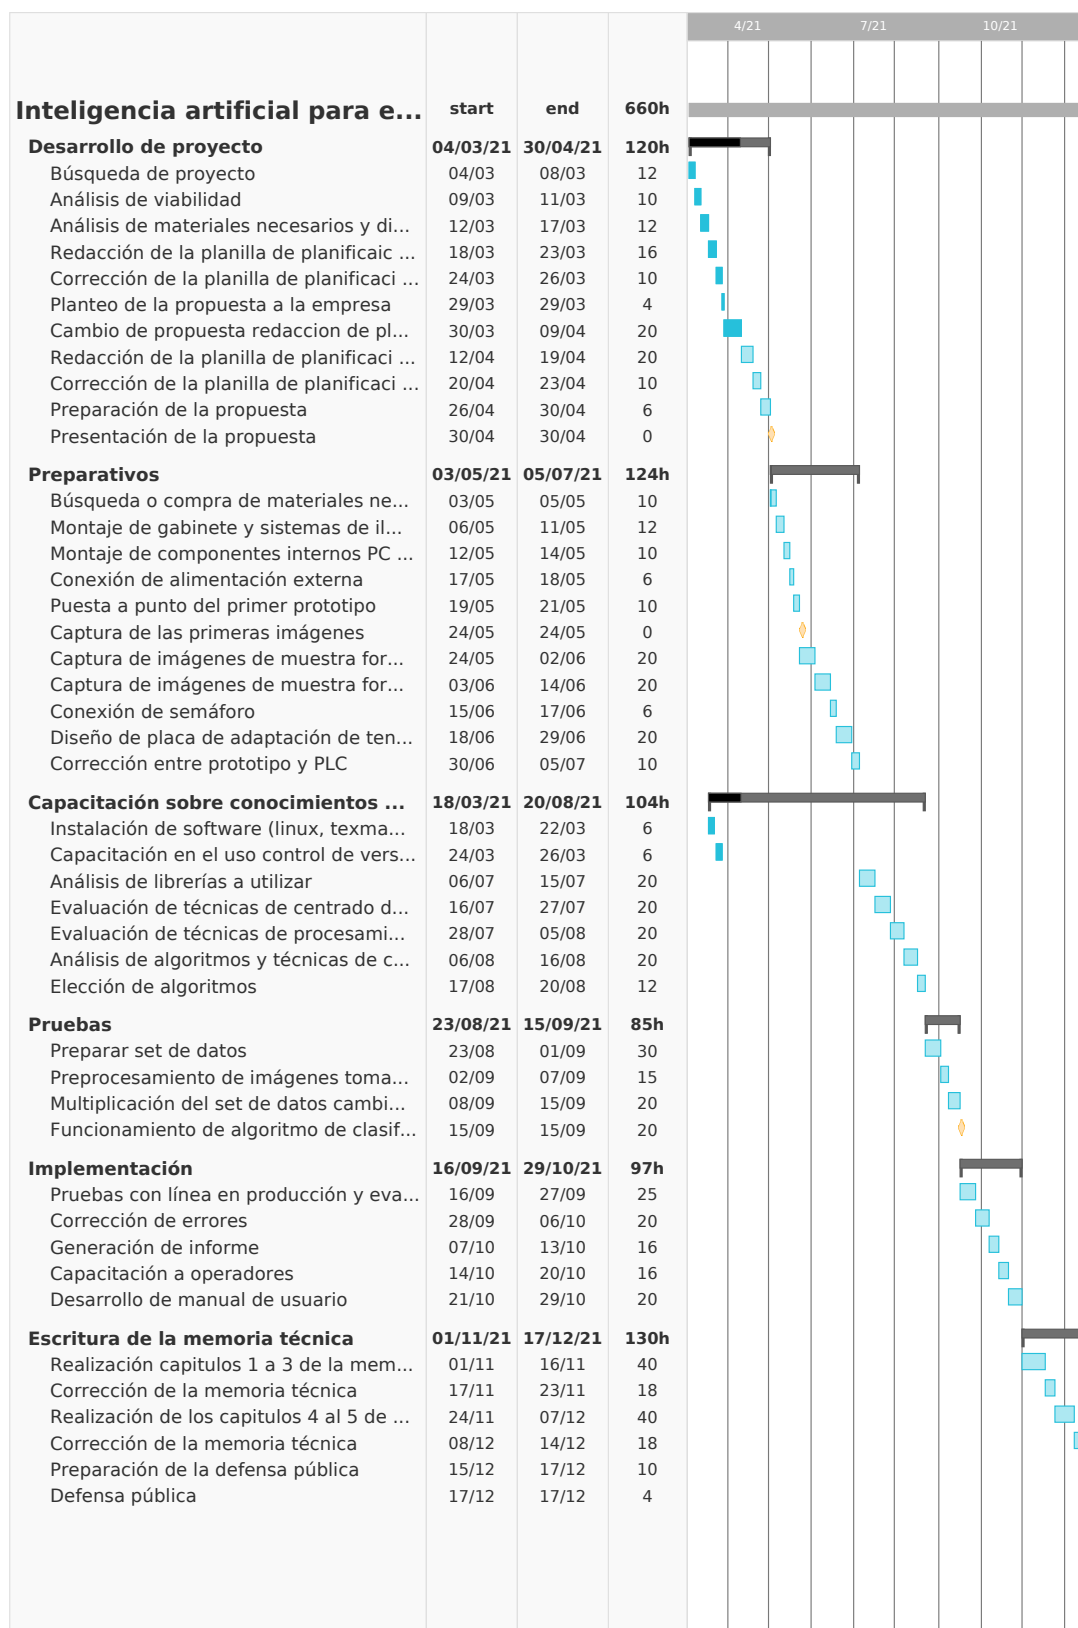 4/21 7/21 10/21
Inteligencia artificial para e... start end 660h
Desarrollo de proyecto 04/03/21 30/04/21 120h
Búsqueda de proyecto 04/03 08/03 12
Análisis de viabilidad 09/03 11/03 10
Análisis de materiales necesarios y di... 12/03 17/03 12
Redacción de la planilla de planificaic ... 18/03 23/03 16
Corrección de la planilla de planificaci ... 24/03 26/03 10
Planteo de la propuesta a la empresa 29/03 29/03 4
Cambio de propuesta redaccion de pl... 30/03 09/04 20
Redacción de la planilla de planificaci ... 12/04 19/04 20
Corrección de la planilla de planificaci ... 20/04 23/04 10
Preparación de la propuesta 26/04 30/04 6
Presentación de la propuesta 30/04 30/04 0
Preparativos 03/05/21 05/07/21 124h
Búsqueda o compra de materiales ne... 03/05 05/05 10
Montaje de gabinete y sistemas de il... 06/05 11/05 12
Montaje de componentes internos PC ... 12/05 14/05 10
Conexión de alimentación externa 17/05 18/05 6
Puesta a punto del primer prototipo 19/05 21/05 10
Captura de las primeras imágenes 24/05 24/05 0
Captura de imágenes de muestra for... 24/05 02/06 20
Captura de imágenes de muestra for... 03/06 14/06 20
Conexión de semáforo 15/06 17/06 6
Diseño de placa de adaptación de ten... 18/06 29/06 20
Corrección entre prototipo y PLC 30/06 05/07 10
Capacitación sobre conocimientos ... 18/03/21 20/08/21 104h
Instalación de software (linux, texma... 18/03 22/03 6
Capacitación en el uso control de vers... 24/03 26/03 6
Análisis de librerías a utilizar 06/07 15/07 20
Evaluación de técnicas de centrado d... 16/07 27/07 20
Evaluación de técnicas de procesami... 28/07 05/08 20
Análisis de algoritmos y técnicas de c... 06/08 16/08 20
Elección de algoritmos 17/08 20/08 12
Pruebas 23/08/21 15/09/21 85h
Preparar set de datos 23/08 01/09 30
Preprocesamiento de imágenes toma... 02/09 07/09 15
Multiplicación del set de datos cambi... 08/09 15/09 20
Funcionamiento de algoritmo de clasif... 15/09 15/09 20
Implementación 16/09/21 29/10/21 97h
Pruebas con línea en producción y eva... 16/09 27/09 25
Corrección de errores 28/09 06/10 20
Generación de informe 07/10 13/10 16
Capacitación a operadores 14/10 20/10 16
Desarrollo de manual de usuario 21/10 29/10 20
Escritura de la memoria técnica 01/11/21 17/12/21 130h
Realización capitulos 1 a 3 de la mem... 01/11 16/11 40
Corrección de la memoria técnica 17/11 23/11 18
Realización de los capitulos 4 al 5 de ... 24/11 07/12 40
Corrección de la memoria técnica 08/12 14/12 18
Preparación de la defensa pública 15/12 17/12 10
Defensa pública 17/12 17/12 4